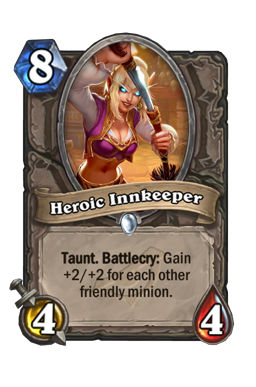 8
Heroic Innkeeper
Taunt. Battlecry: Gain
+2/+2 for each other
friendly minion.
4 4